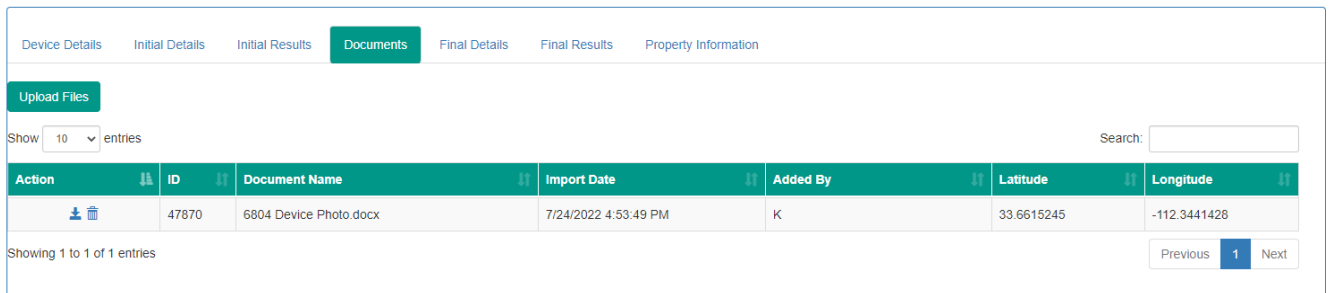 Device Details Initial Details Initial Results Documents Final Details Final Results Property Information
Upload Files
Show 10 entries Search:
Action ID Document Name Import Date Added By Latitude Longitude
47870 6804 Device Photo.docx 7/24/2022 4:53:49 PM K 33.6615245 -112.3441428
Showing 1 to 1 of 1 entries Previous 1 Next